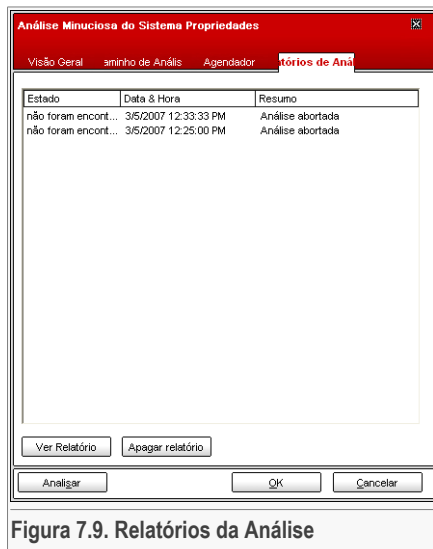 Análise Minuciosa do Sistema Propriedades
Visão Geral aminho de Anális Agendador tórios de Aná
Estado Data & Hora Resumo
não foram encont... 3/5/2007 12:33:33 PM Análise abortada
não foram encont... 3/5/2007 12:25:00 PM Análise abortada
Ver Relatório Apagar relatório
Analisar OK Cancelar
Figura 7.9. Relatórios da Análise